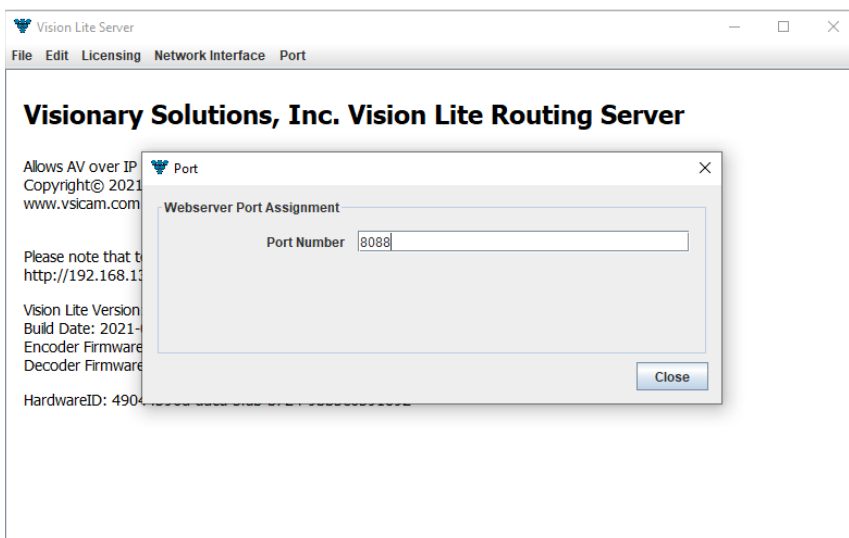 Vision Lite Server
File Edit Licensing Network Interface Port
Visionary Solutions, Inc. Vision Lite Routing Server
Allows AV over IP
Copyright© 2021
www.vsicam.com
Please note that
http://192.168.13
Vision Lite Version
Build Date: 2021-
Encoder Firmware
Decoder Firmware
HardwareID: 4904
Port
Webserver Port Assignment
Port Number 8088
Close